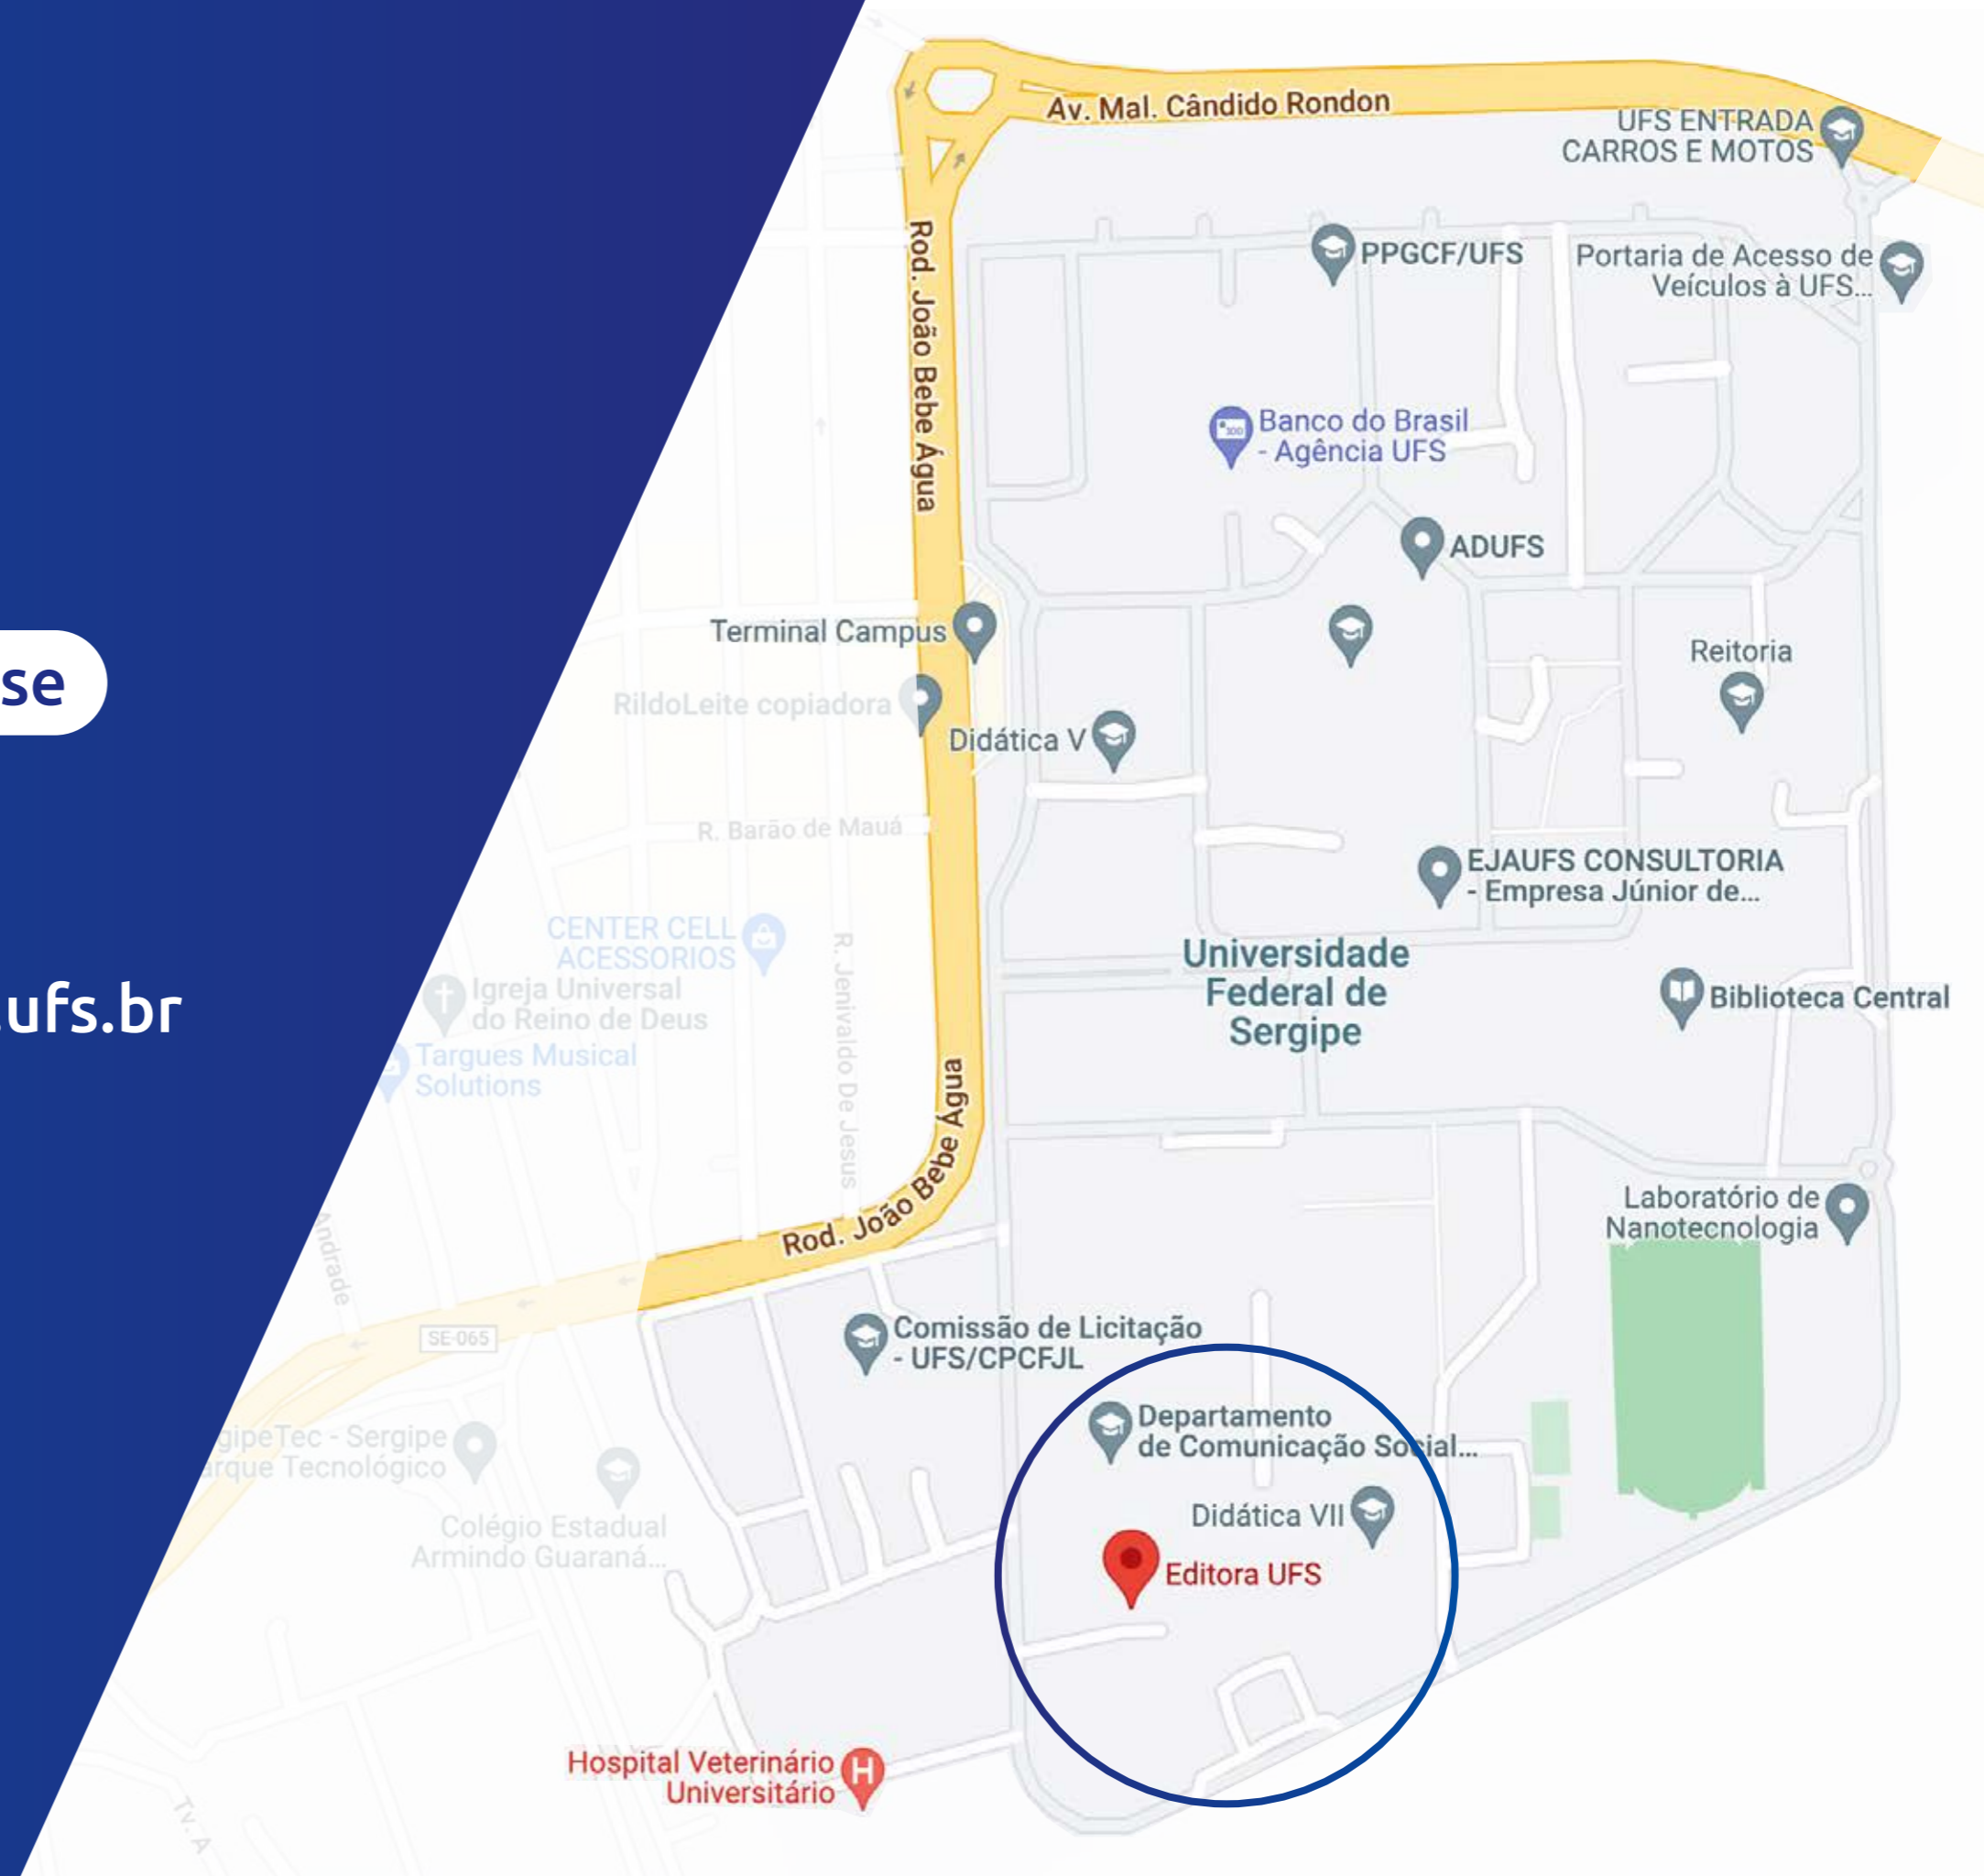 Av. Mal. Cândido Rondon
UFS ENTRADA
CARROS E MOTOS
Rod. João Bebe Água
PPGCF/UFS
Portaria de Acesso de
Veículos à UFS...
Banco do Brasil
- Agência UFS
ADUFS
Terminal Campus
Reitoria
se
RildoLeite copiadora
Didática V
R. Barão de Mauá
EJAUFS CONSULTORIA
- Empresa Júnior de...
CENTER CELL
ACESSORIOS
R. Jenivaldo De Jesus
Universidade
Federal de
Sergipe
Igreja Universal
do Reino de Deus
.ufs.br
Biblioteca Central
Targues Musical
Solutions
Rod. João Bebe Água
Laboratório de
Nanotecnologia
Andrade
SE-065
Comissão de Licitação
- UFS/CPCFJL
Departamento
de Comunicação Social...
gipeTec - Sergipe
arque Tecnológico
Didática VII
Colégio Estadual
Armindo Guaraná...
Editora UFS
Hospital Veterinário
Universitário
H
Tv. A